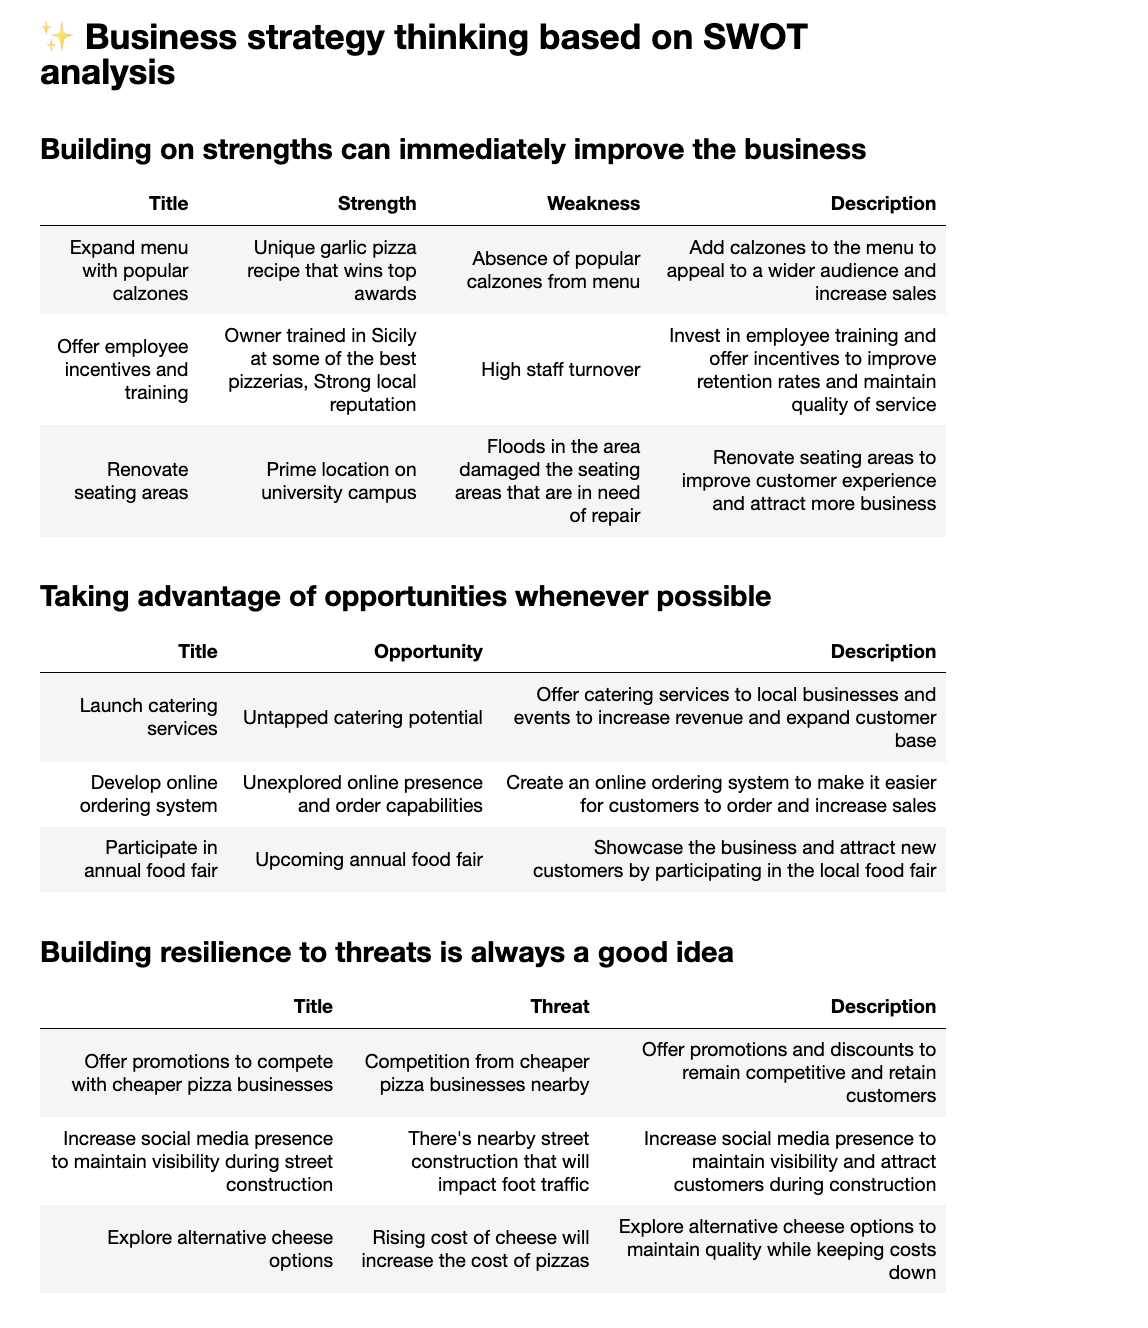 ✨ Business strategy thinking based on SWOT
analysis
Building on strengths can immediately improve the business
Title Strength Weakness Description
Expand menu
with popular
calzones
Unique garlic pizza
recipe that wins top
awards
Absence of popular
calzones from menu
Add calzones to the menu to
appeal to a wider audience and
increase sales
Offer employee
incentives and
training
Owner trained in Sicily
at some of the best
pizzerias, Strong local
reputation
High staff turnover
Invest in employee training and
offer incentives to improve
retention rates and maintain
quality of service
Renovate
seating areas
Prime location on
university campus
Floods in the area
damaged the seating
areas that are in need
of repair
Renovate seating areas to
improve customer experience
and attract more business
Taking advantage of opportunities whenever possible
Title Opportunity Description
Launch catering
services
Untapped catering potential
Offer catering services to local businesses and
events to increase revenue and expand customer
base
Develop online
ordering system
Unexplored online presence
and order capabilities
Create an online ordering system to make it easier
for customers to order and increase sales
Participate in
annual food fair
Upcoming annual food fair
Showcase the business and attract new
customers by participating in the local food fair
Building resilience to threats is always a good idea
Title Threat Description
Offer promotions to compete
with cheaper pizza businesses
Competition from cheaper
pizza businesses nearby
Offer promotions and discounts to
remain competitive and retain
customers
Increase social media presence
to maintain visibility during street
construction
There's nearby street
construction that will
impact foot traffic
Increase social media presence to
maintain visibility and attract
customers during construction
Explore alternative cheese
options
Rising cost of cheese will
increase the cost of pizzas
Explore alternative cheese options to
maintain quality while keeping costs
down